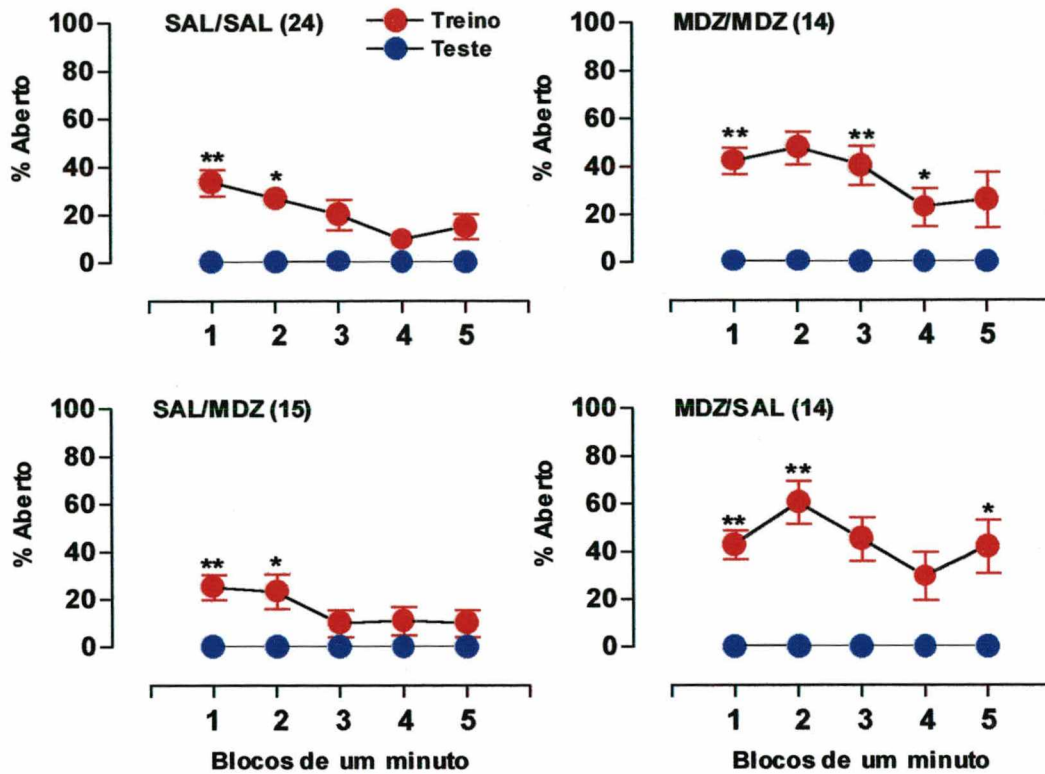 SAL/SAL (24)
Treino
Teste
% Aberto
100
80
60
40
20
0
** *
1 2 3 4 5
MDZ/MDZ (14)
% Aberto
100
80
60
40
20
0
** ** *
1 2 3 4 5
SAL/MDZ (15)
% Aberto
100
80
60
40
20
0
** *
1 2 3 4 5
Blocos de um minuto
MDZ/SAL (14)
% Aberto
100
80
60
40
20
0
** ** *
1 2 3 4 5
Blocos de um minuto